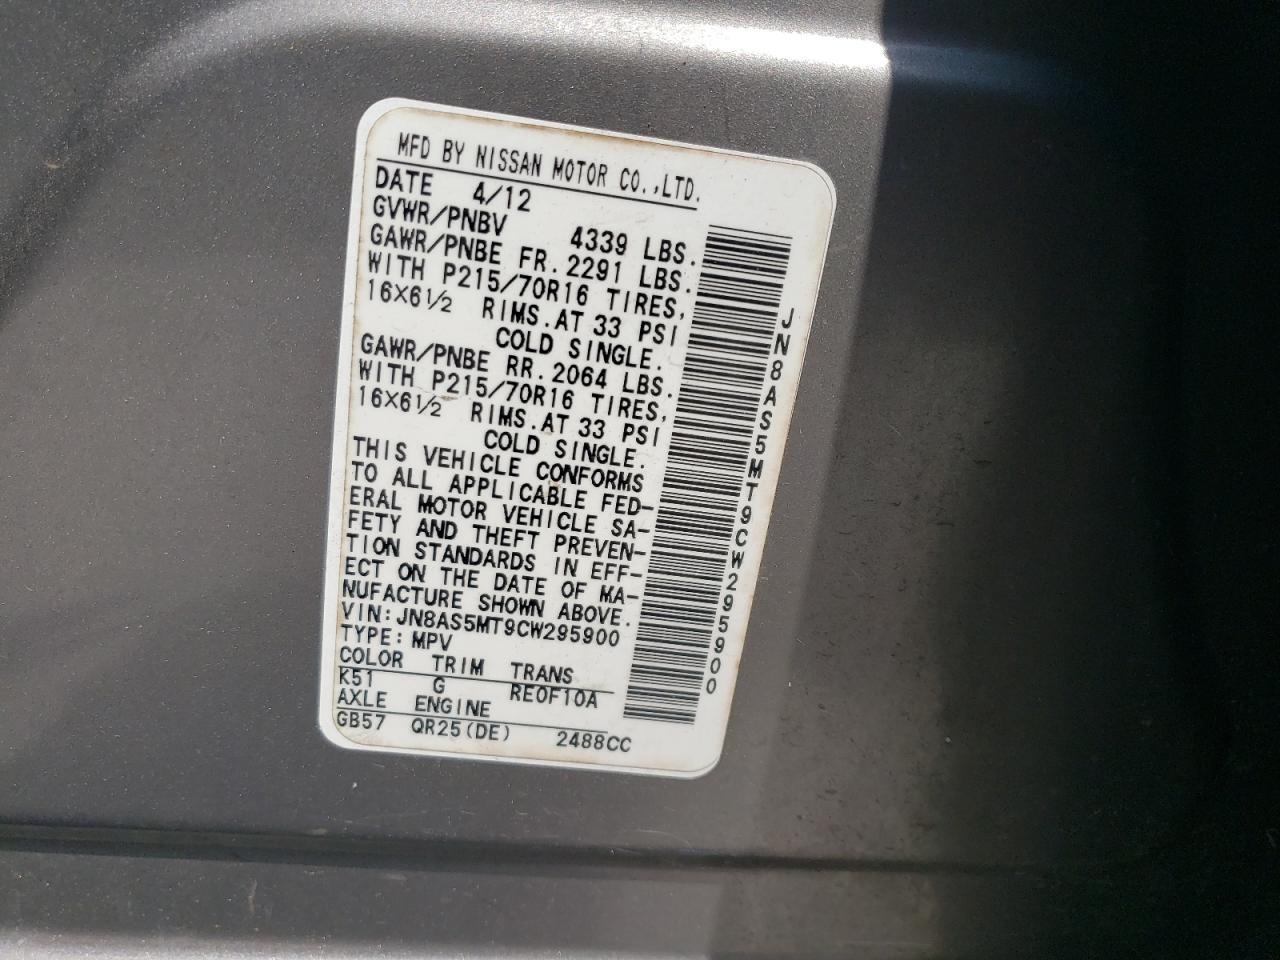 MFD BY NISSAN MOTOR CO.,LTD.
DATE 4/12
GVWR/PNBV 4339 LBS.
GAWR/PNBE FR. 2291 LBS.
WITH P215/70R16 TIRES,
16X6½ RIMS.AT 33 PSI
COLD SINGLE.
GAWR/PNBE RR. 2064 LBS.
WITH P215/70R16 TIRES,
16X6½ RIMS.AT 33 PSI
COLD SINGLE.
THIS VEHICLE CONFORMS
TO ALL APPLICABLE FED-
ERAL MOTOR VEHICLE SA-
FETY AND THEFT PREVEN-
TION STANDARDS IN EFF-
ECT ON THE DATE OF MA-
NUFACTURE SHOWN ABOVE.
VIN:JN8AS5MT9CW295900
TYPE:MPV
COLOR TRIM TRANS
K51 G RE0F10A
AXLE ENGINE
GB57 QR25(DE) 2488CC
JN8AS5MT9CW295900